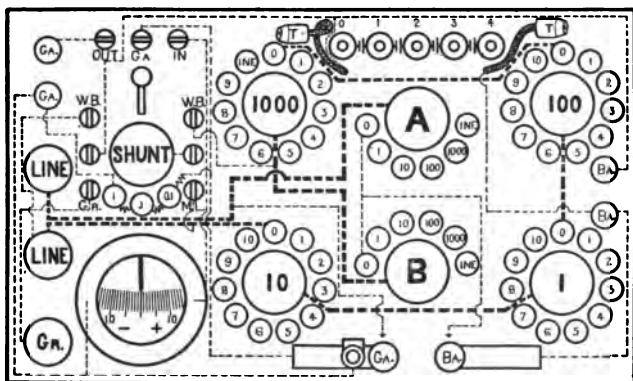 T
0 1 2 3 4
T
GA.
OUT GA IN
GA.
W.B. W.B.
LINE
SHUNT
GR.
1000
INF. 0 1 2 3 4 5 6 7 8 9
A
0 1 10 100 1000 INF.
100
10 0 1 2 3 4 5 6 7 8 9
BA.
BA.
LINE
GR.
10 - + 10
10
10 0 1 2 3 4 5 6 7 8 9
B
0 1 10 100 1000 INF.
1
10 0 1 2 3 4 5 6 7 8 9
GA. BA.